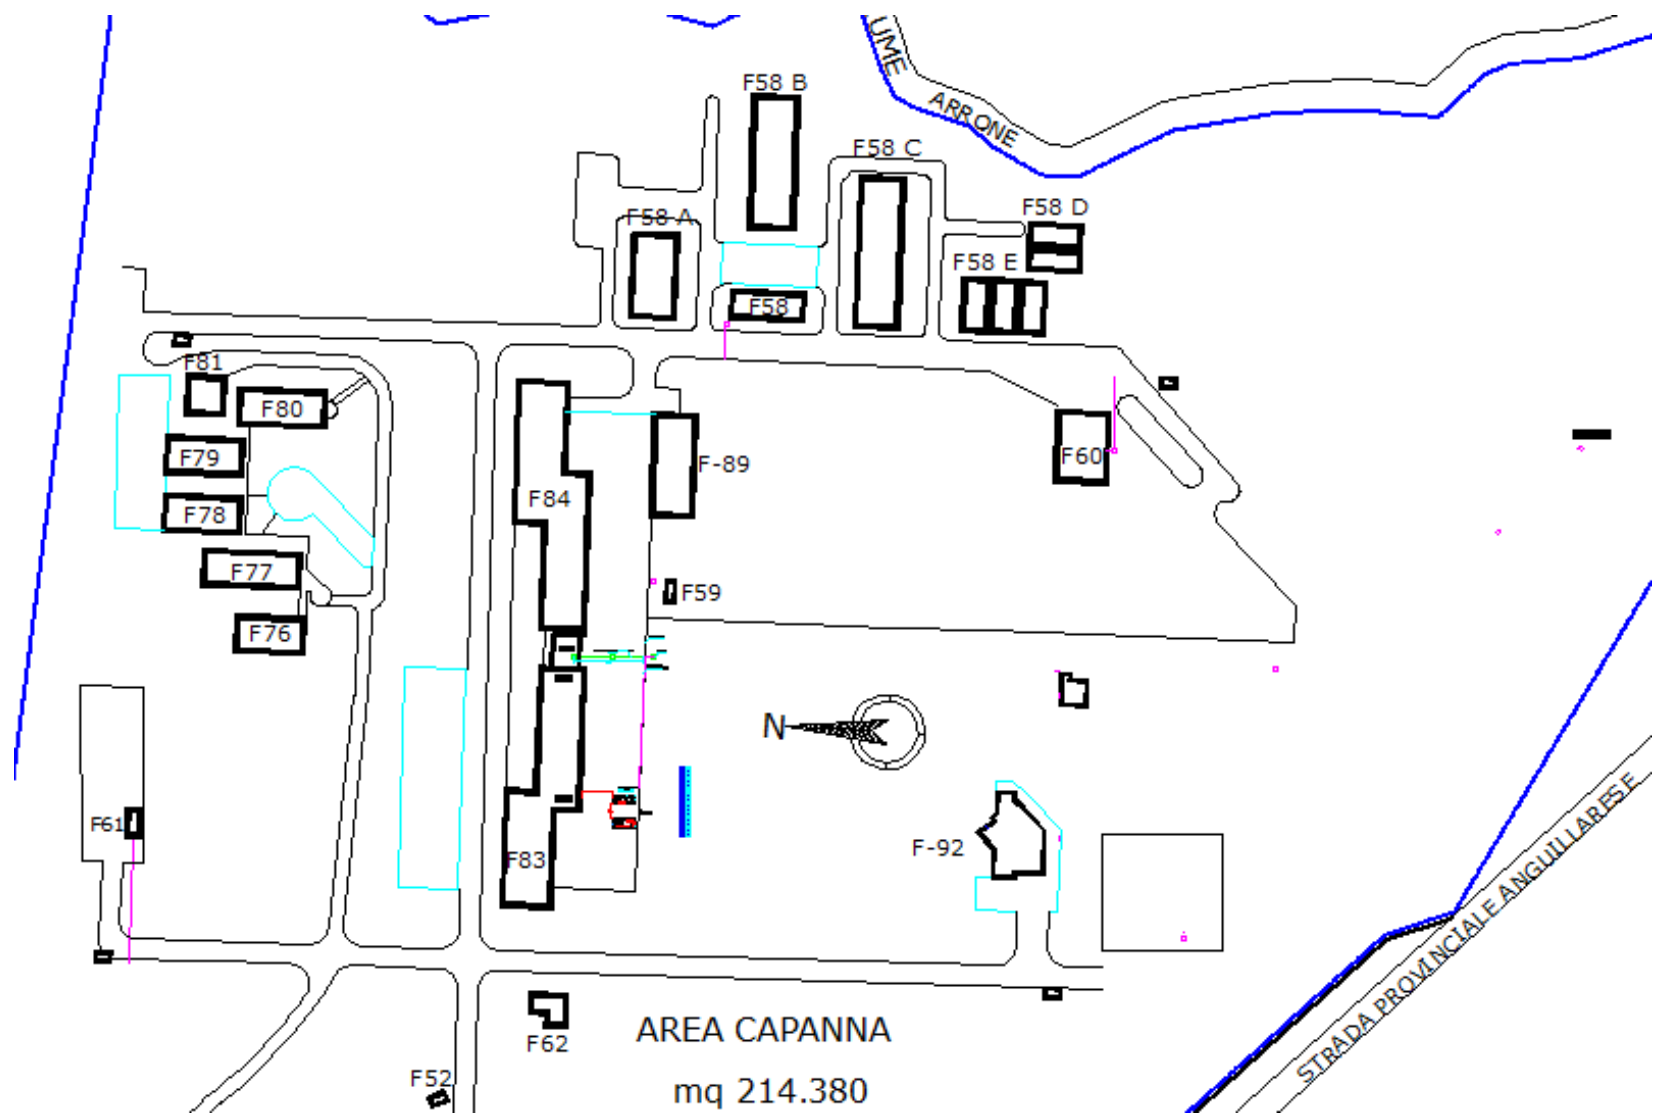 UME
ARRONE
F58 B
F58 C
F58 A
F58 D
F58 E
F58
F81
F80
F79
F-89
F60
F84
F78
F77
F59
F76
N
F61
F83
F-92
STRADA PROVINCIALE ANGUILLARESE
F62
AREA CAPANNA
F52
mq 214.380